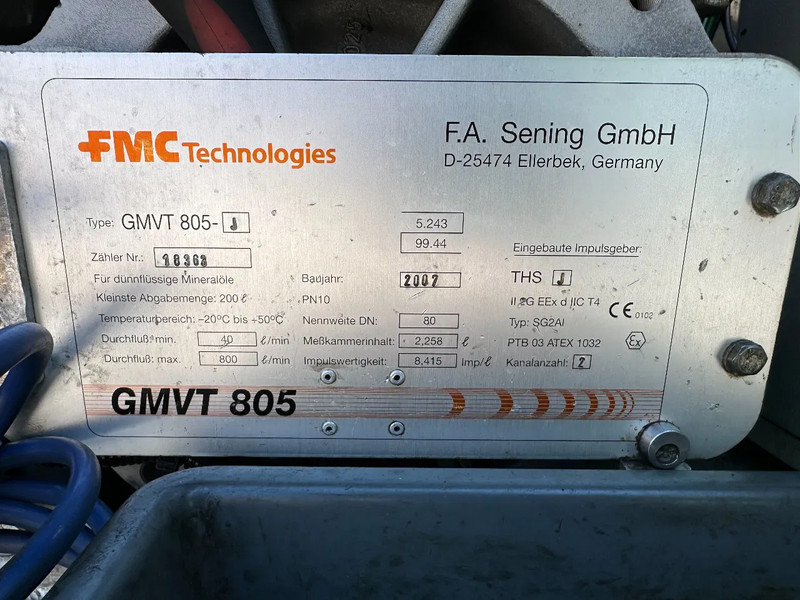 FMC Technologies
F.A. Sening GmbH
D-25474 Ellerbek, Germany
Type: GMVT 805- J
5.243
99.44
Zähler Nr.: 18363
Für dünnflüssige Mineralöle
Kleinste Abgabemenge: 200 ℓ
Temperaturbereich: –20°C bis +50°C
Durchfluß: min. 40 ℓ/min
Durchfluß: max. 800 ℓ/min
Baujahr: 2007
PN10
Nennweite DN: 80
Meßkammerinhalt: 2,258 ℓ
Impulswertigkeit: 8,415 Imp/ℓ
Eingebaute Impulsgeber:
THS J
II 2G EEx d IIC T4
CE 0102
Typ: SG2AI
PTB 03 ATEX 1032 Ex
Kanalanzahl: 2
GMVT 805